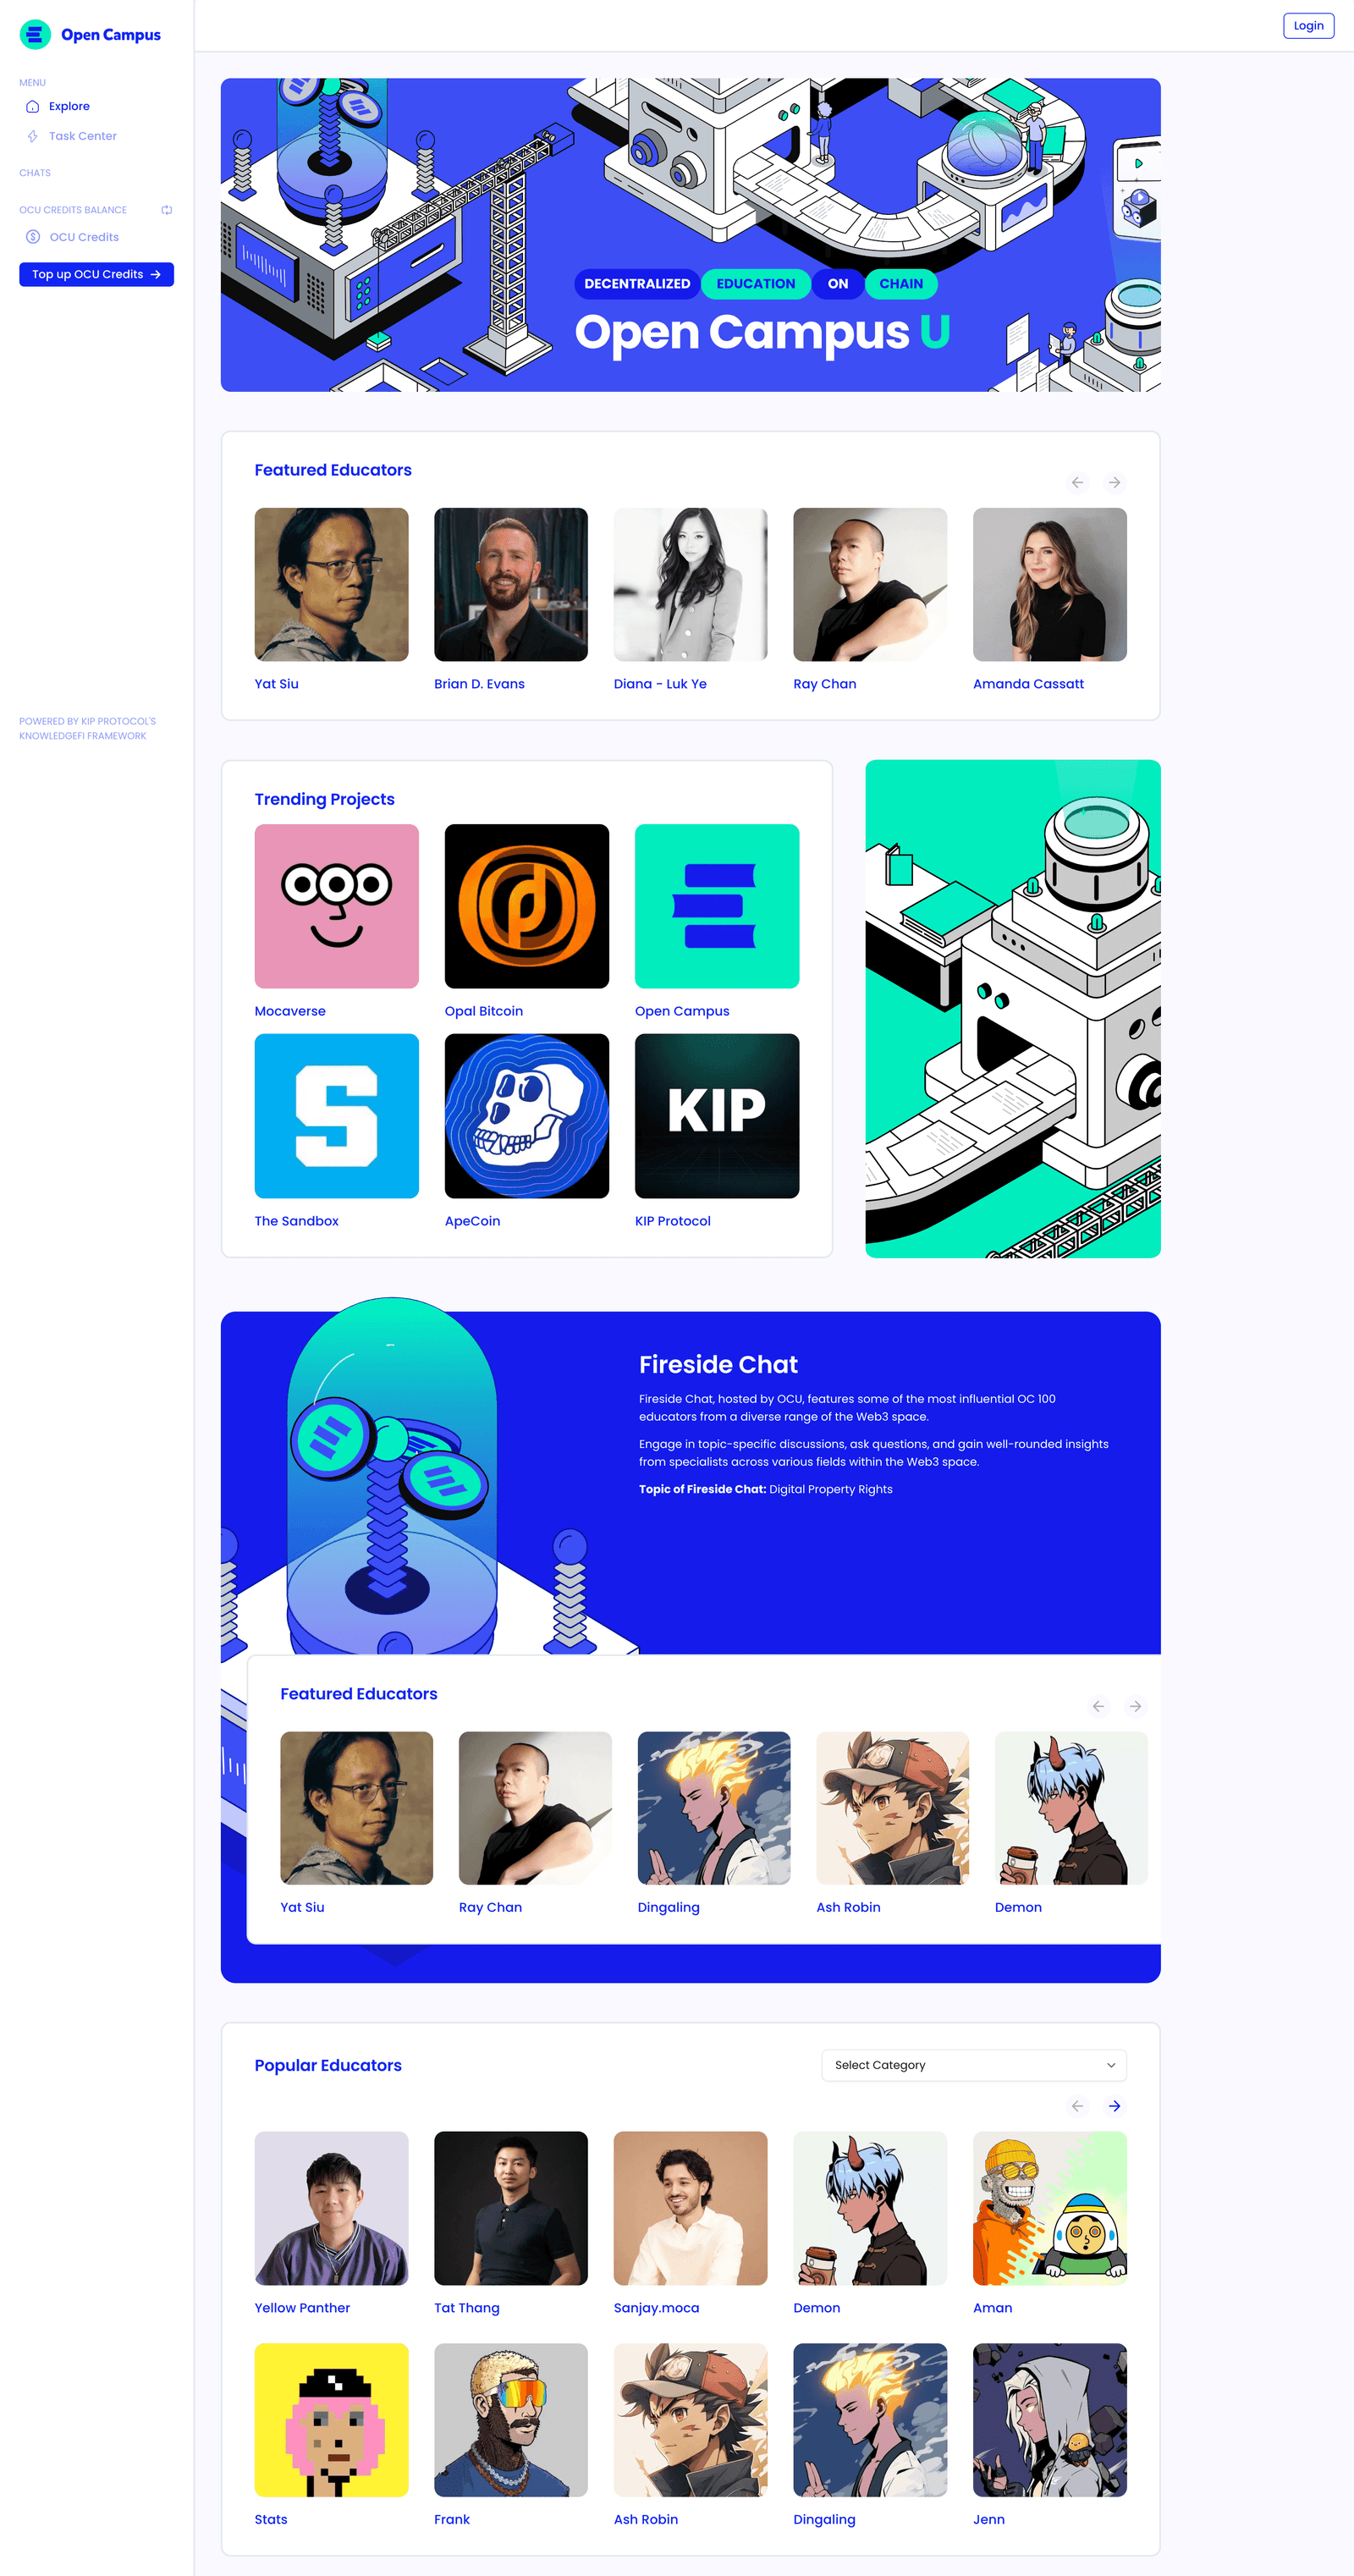 Open Campus
MENU
Explore
Task Center
CHATS
OCU CREDITS BALANCE
OCU Credits
Top up OCU Credits
POWERED BY KIP PROTOCOL'S
KNOWLEDGEFI FRAMEWORK
Login
DECENTRALIZED EDUCATION ON CHAIN
Open Campus U
Featured Educators
Yat Siu
Brian D. Evans
Diana - Luk Ye
Ray Chan
Amanda Cassatt
Trending Projects
Mocaverse
Opal Bitcoin
Open Campus
S
KIP
The Sandbox
ApeCoin
KIP Protocol
Fireside Chat
Fireside Chat, hosted by OCU, features some of the most influential OC 100
educators from a diverse range of the Web3 space.
Engage in topic-specific discussions, ask questions, and gain well-rounded insights
from specialists across various fields within the Web3 space.
Topic of Fireside Chat: Digital Property Rights
Featured Educators
Yat Siu
Ray Chan
Dingaling
Ash Robin
Demon
Popular Educators
Select Category
Yellow Panther
Tat Thang
Sanjay.moca
Demon
Aman
Stats
Frank
Ash Robin
Dingaling
Jenn